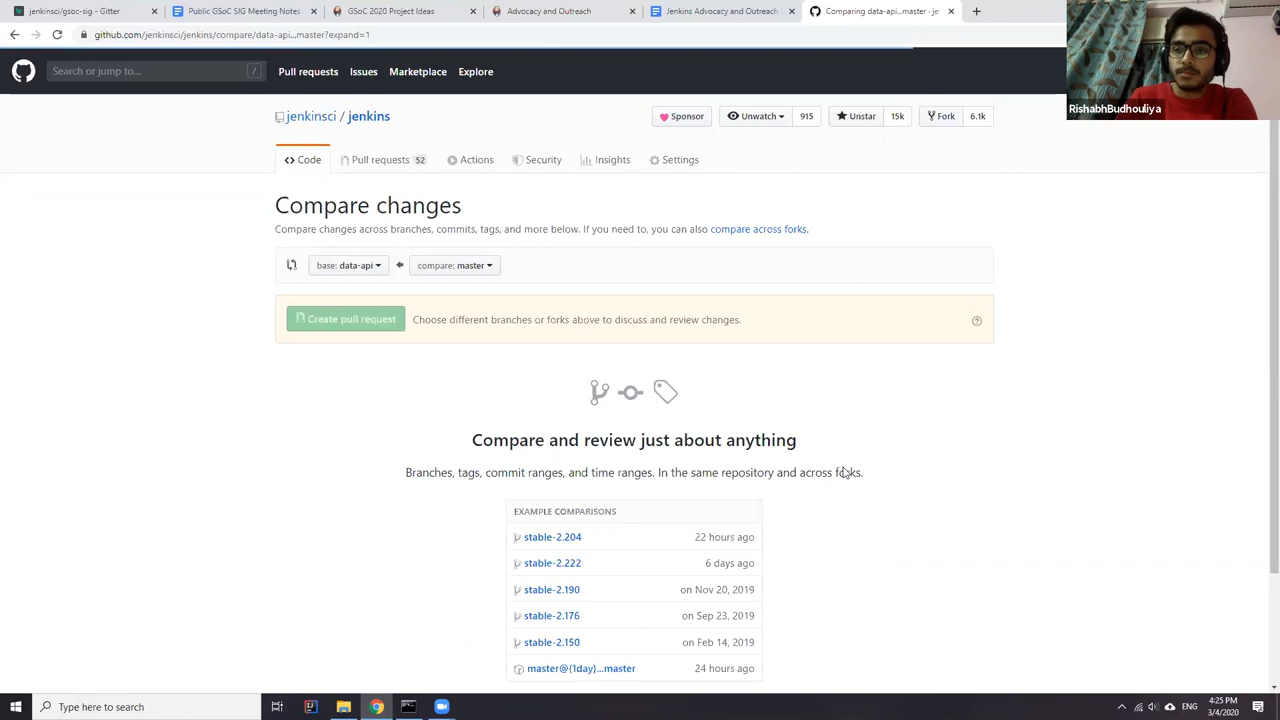 jenkinsci/gsoc-sig - Gitter
Public GSoC SIG Meeting Notes
GSoC 2020 Project Ideas
Advocacy and Outreach
Jenkins Advocacy and Outreach
Comparing data-api...master · je
github.com/jenkinsci/jenkins/compare/data-api...master?expand=1
Search or jump to...
/
Pull requests
Issues
Marketplace
Explore
RishabhBudhouliya
jenkinsci / jenkins
Sponsor
Unwatch
915
Unstar
15k
Fork
6.1k
Code
Pull requests 52
Actions
Security
Insights
Settings
Compare changes
Compare changes across branches, commits, tags, and more below. If you need to, you can also compare across forks.
base: data-api
compare: master
Create pull request
Choose different branches or forks above to discuss and review changes.
Compare and review just about anything
Branches, tags, commit ranges, and time ranges. In the same repository and across forks.
EXAMPLE COMPARISONS
stable-2.204 22 hours ago
stable-2.222 6 days ago
stable-2.190 on Nov 20, 2019
stable-2.176 on Sep 23, 2019
stable-2.150 on Feb 14, 2019
master@{1day}...master 24 hours ago
Type here to search
ENG
4:25 PM
3/4/2020